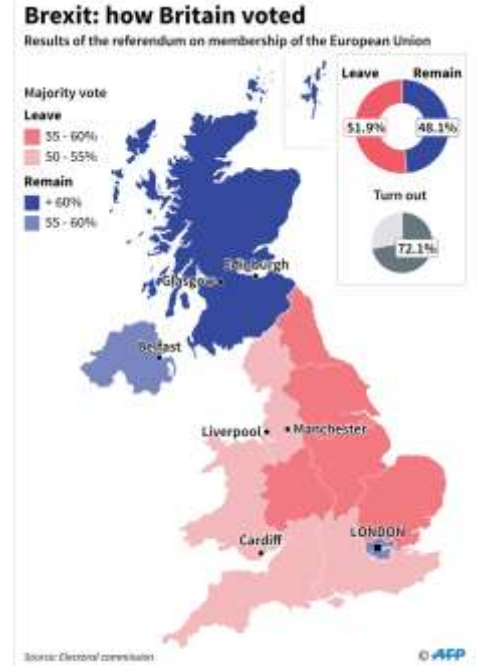 Brexit: how Britain voted
Results of the referendum on membership of the European Union
Majority vote
Leave
55 - 60%
50 - 55%
Remain
+ 60%
55 - 60%
Leave Remain
51.9% 48.1%
Turn out
72.1%
Edinburgh
Glasgow
Belfast
Liverpool
Manchester
Cardiff
LONDON
Source: Electoral commission
© AFP